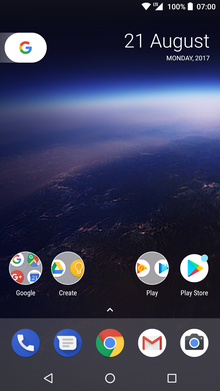 100% 07:00
21 August
MONDAY, 2017
Google Create Play Play Store